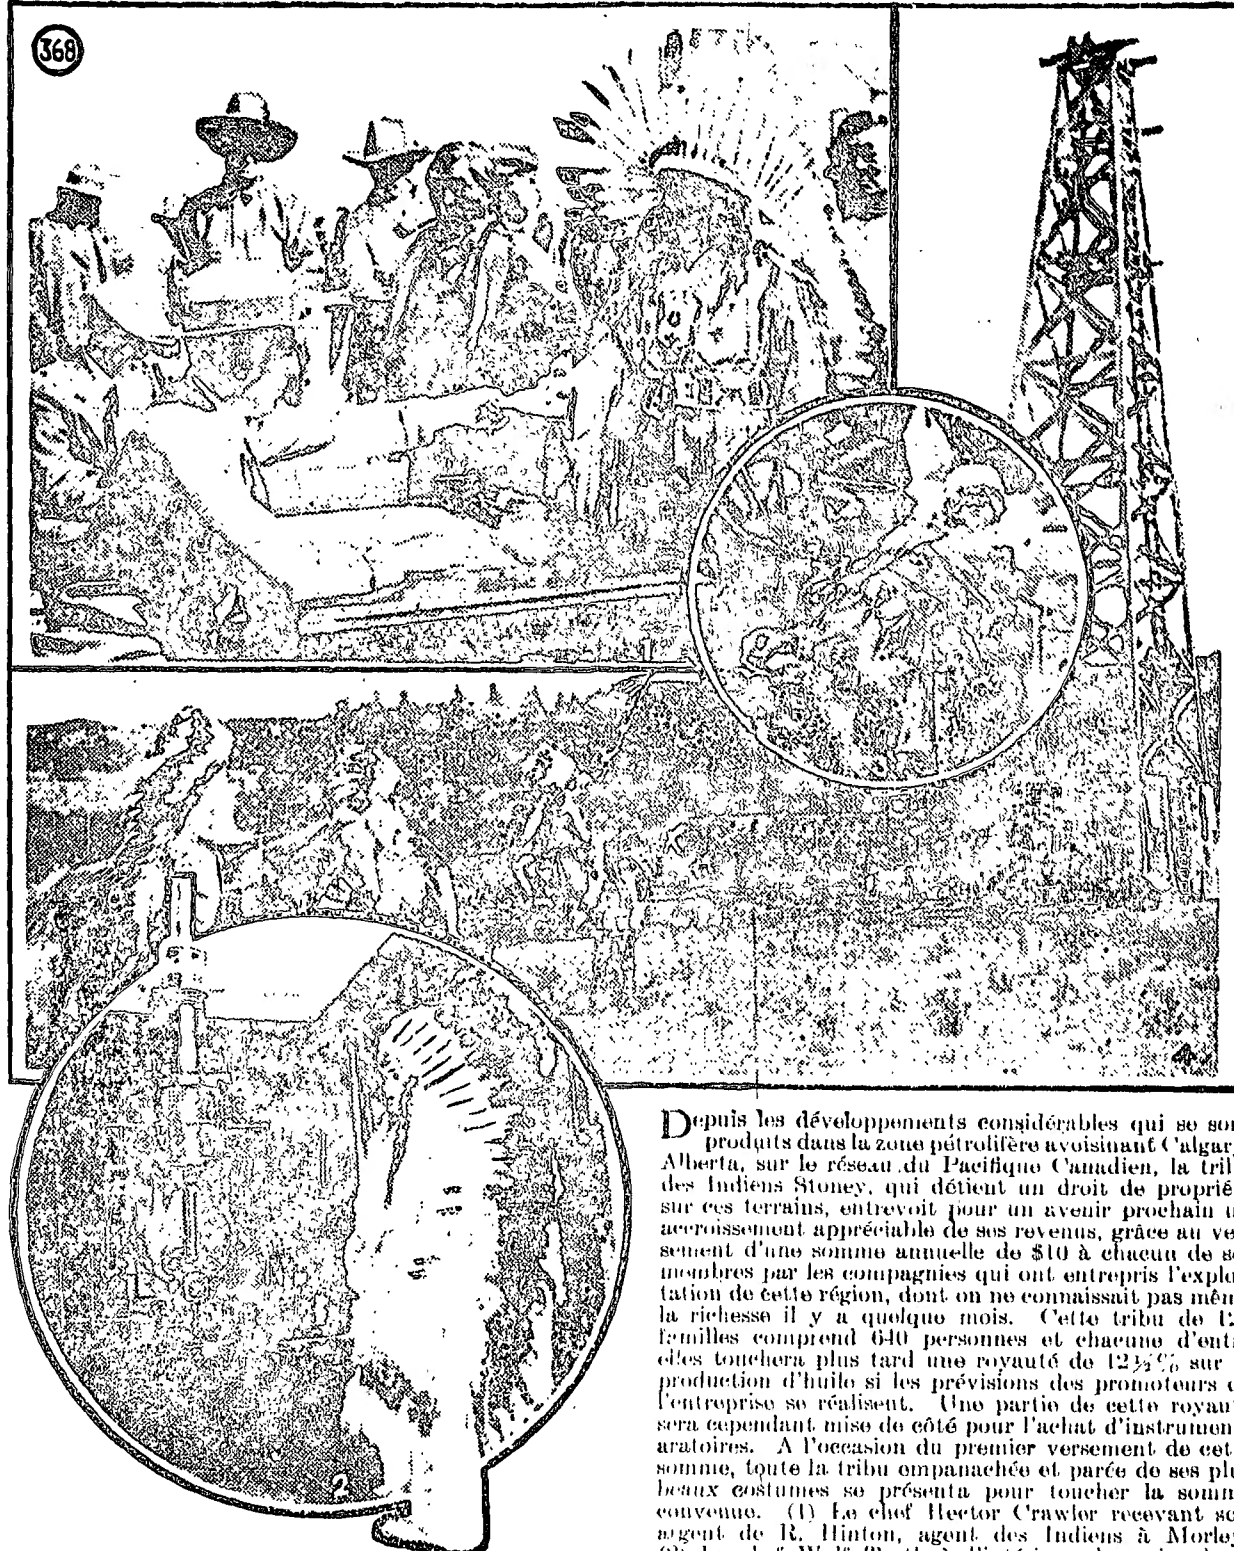 368
1
4
2
Depuis les développements considérables qui se son
produits dans la zone pétrolifère avoisinant Calgar
Alberta, sur le réseau du Pacifique Canadien, la trib
des Indiens Stoney, qui détient un droit de proprié
sur ces terrains, entrevoit pour un avenir prochain u
accroissement appréciable de ses revenus, grâce au ve
sement d'une somme annuelle de $10 à chacun de s
membres par les compagnies qui ont entrepris l'explo
tation de cette région, dont on ne connaissait pas mêm
la richesse il y a quelque mois. Cette tribu de 12
familles comprend 640 personnes et chacune d'entr
elles touchera plus tard une royauté de 12½% sur
production d'huile si les prévisions des promoteurs d
l'entreprise se réalisent. Une partie de cette royau
sera cependant mise de côté pour l'achat d'instrumen
aratoires. A l'occasion du premier versement de cet
somme, toute la tribu empanachée et parée de ses plu
beaux costumes se présenta pour toucher la somm
convenue. (1) Le chef Hector Crawler recevant so
argent de R. Hinton, agent des Indiens à Morley